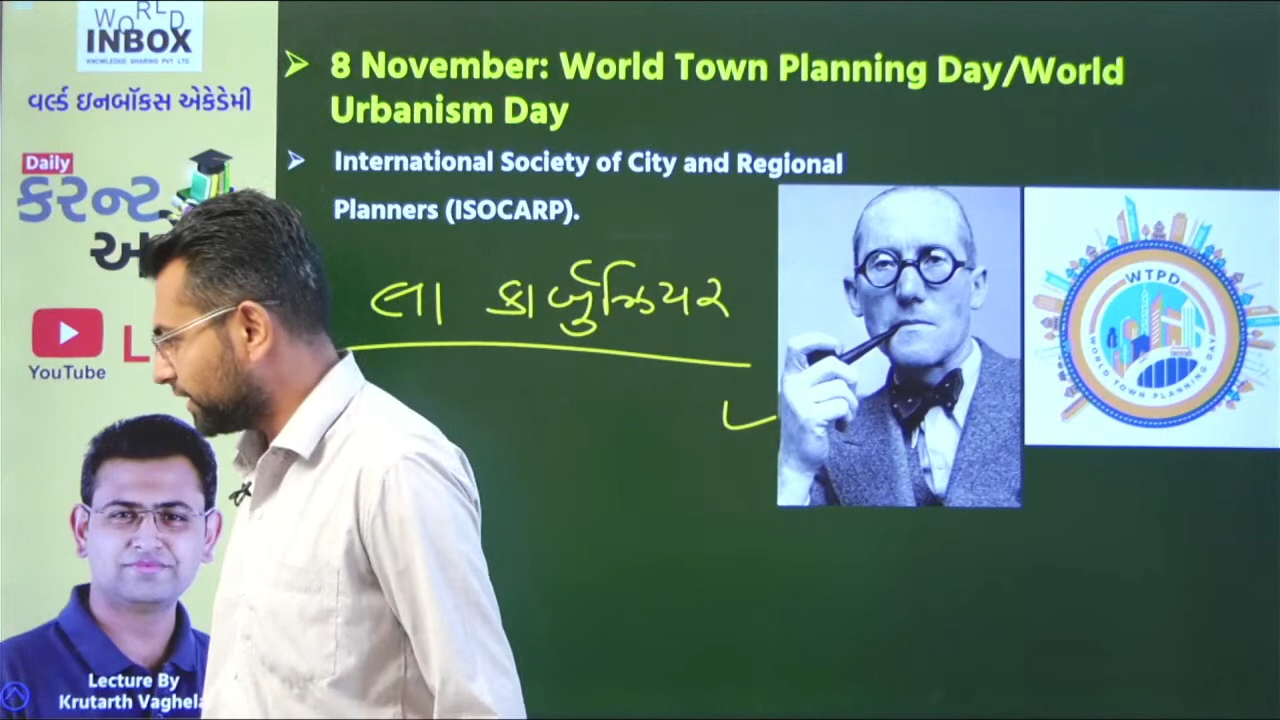 WORLD
INBOX
KNOWLEDGE SHARING PVT. LTD.
વર્લ્ડ ઇનબૉક્સ એકેડેમી
Daily
કરન્ટ
YouTube
Lecture By
Krutarth Vaghela
8 November: World Town Planning Day/World
Urbanism Day
International Society of City and Regional
Planners (ISOCARP).
લા કાર્બુઝિયર
WTPD
WORLD TOWN PLANNING DAY